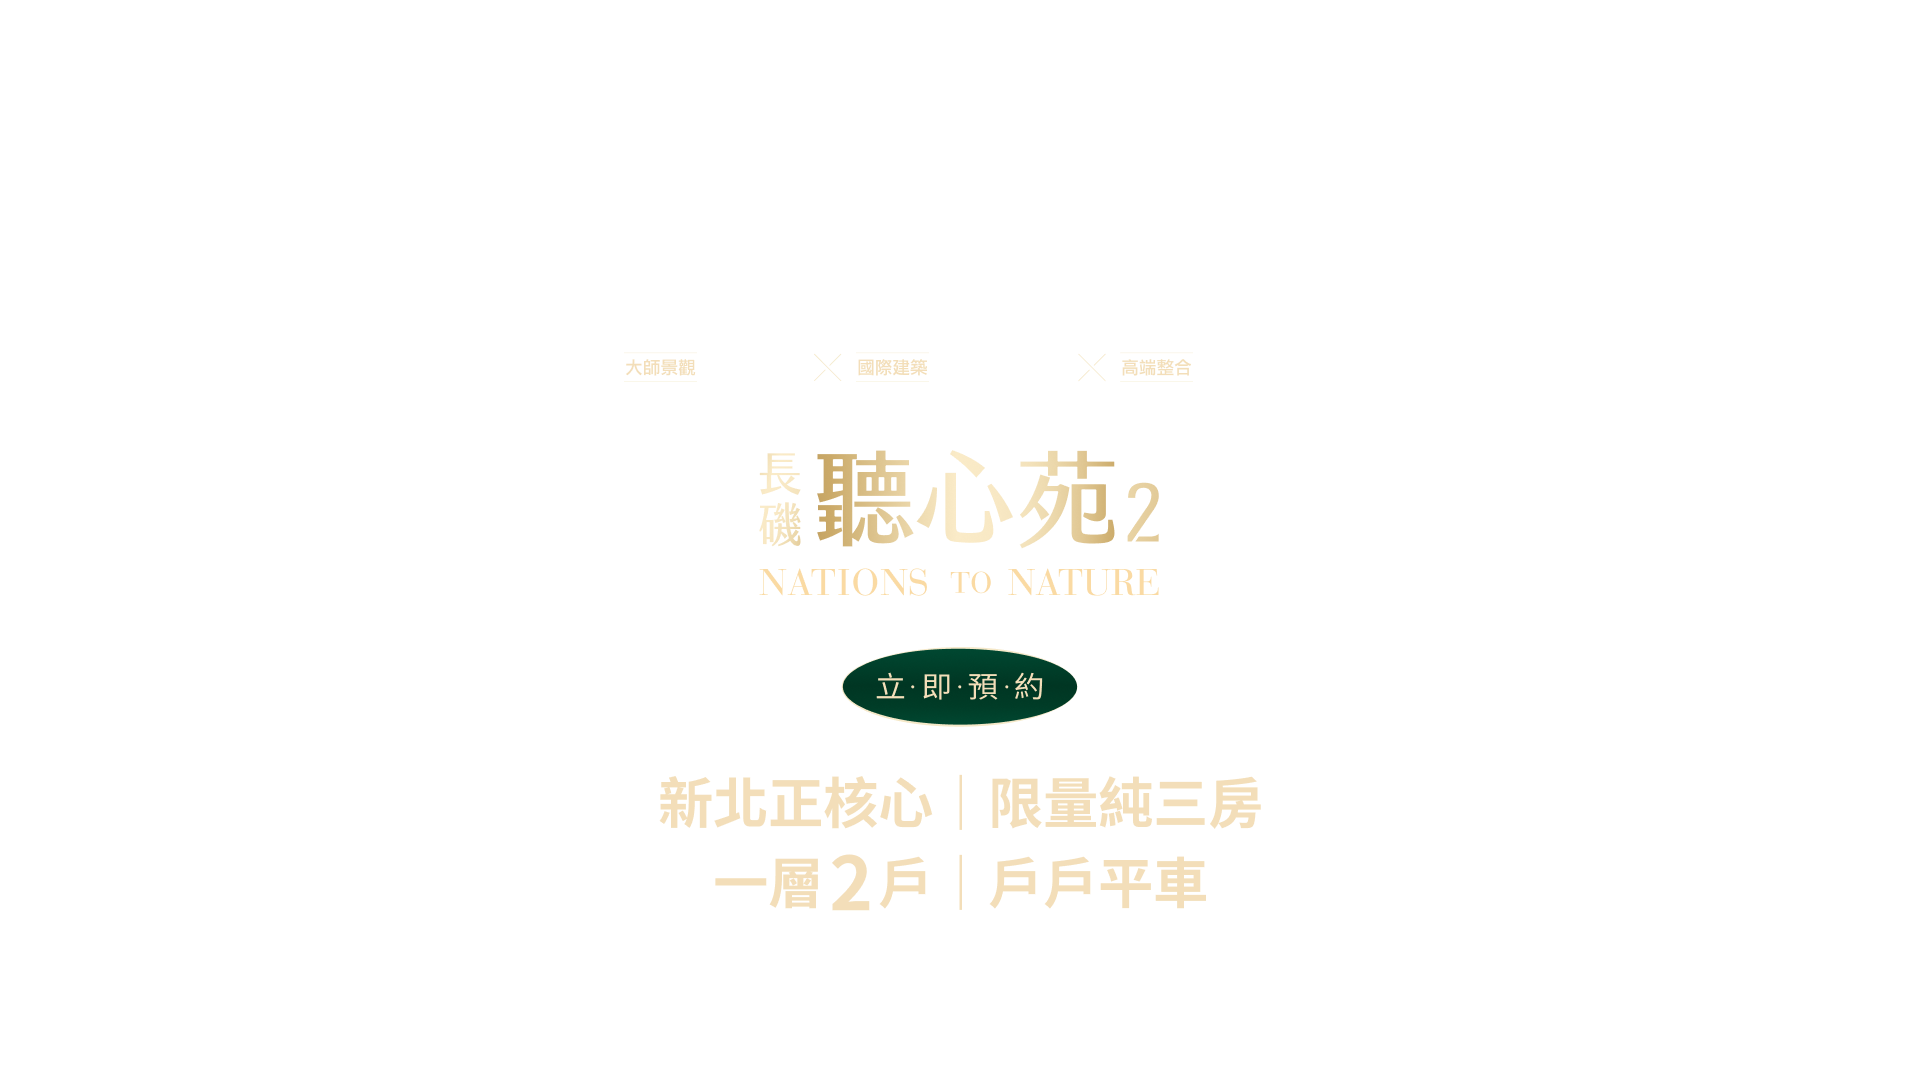 大師景觀 國際建築 高端整合
長磯 聽心苑2
NATIONS TO NATURE
立·即·預·約
新北正核心｜限量純三房
一層2戶｜戶戶平車